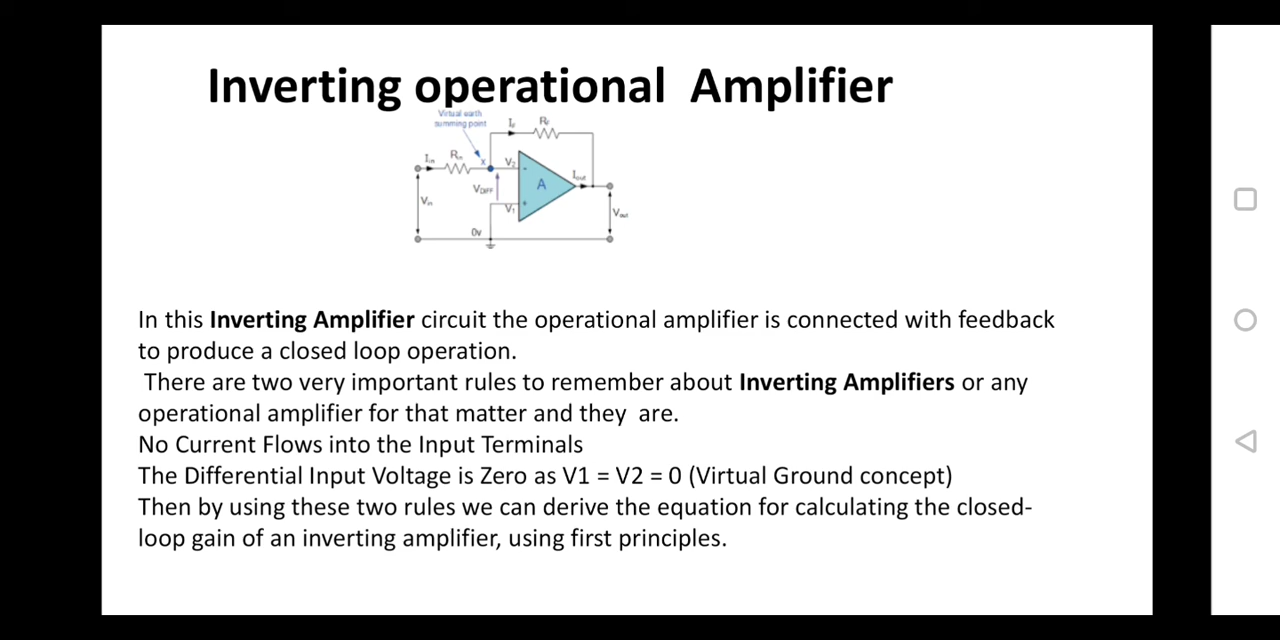 Inverting operational Amplifier
Virtual earth
summing point
If Rf
Iin Rin X V2 -
Iout
VDIFF A
Vin V1 + Vout
0v
In this Inverting Amplifier circuit the operational amplifier is connected with feedback
to produce a closed loop operation.
There are two very important rules to remember about Inverting Amplifiers or any
operational amplifier for that matter and they are.
No Current Flows into the Input Terminals
The Differential Input Voltage is Zero as V1 = V2 = 0 (Virtual Ground concept)
Then by using these two rules we can derive the equation for calculating the closed-
loop gain of an inverting amplifier, using first principles.